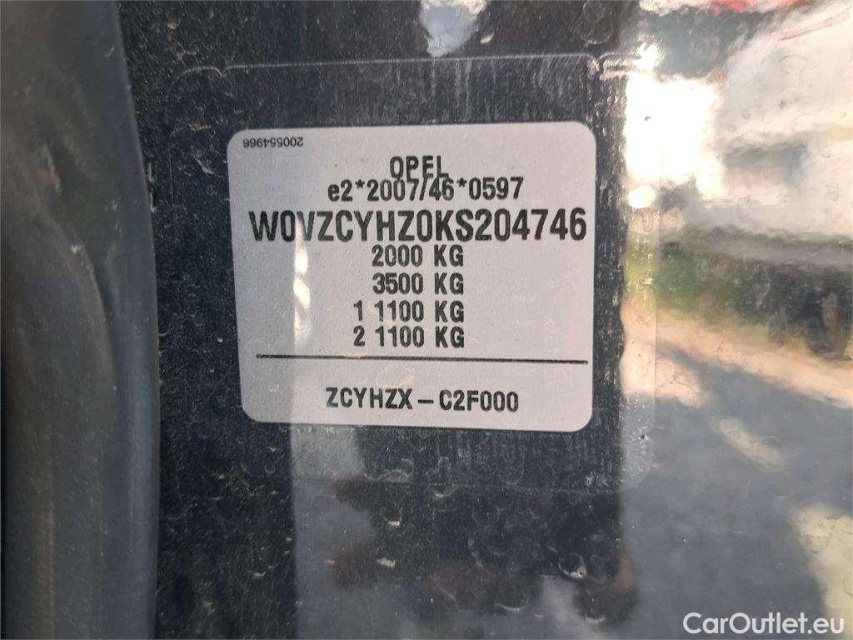 200554966
OPEL
e2*2007/46*0597
W0VZCYHZ0KS204746
2000 KG
3500 KG
1 1100 KG
2 1100 KG
ZCYHZX – C2F000
CarOutlet.eu